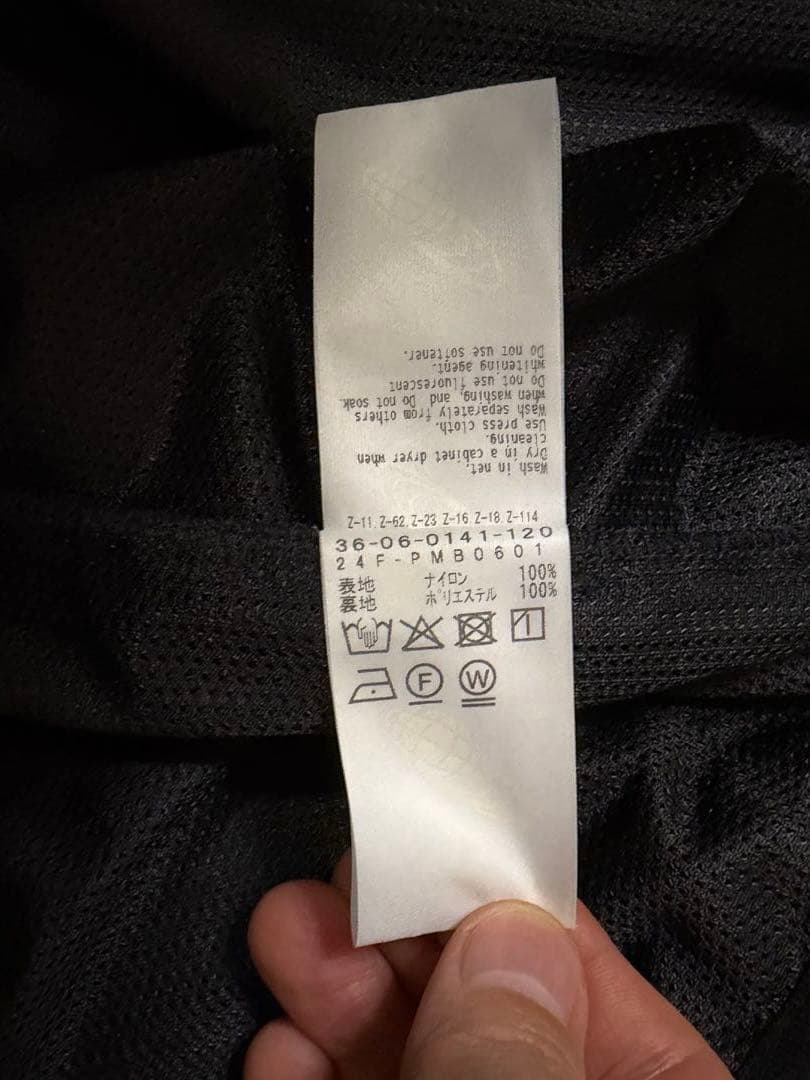 Wash in net.
Dry in a cabinet dryer when
cleaning.
Use press cloth.
Wash separately from others
when washing, and Do not soak.
Do not use fluorescent
whitening agent.
Do not use softener.
Z-11, Z-62, Z-23 Z-16 Z-18 Z-114
36-06-0141-120
24F-PMB0601
表地 ナイロン 100%
裏地 ポリエステル 100%
F W